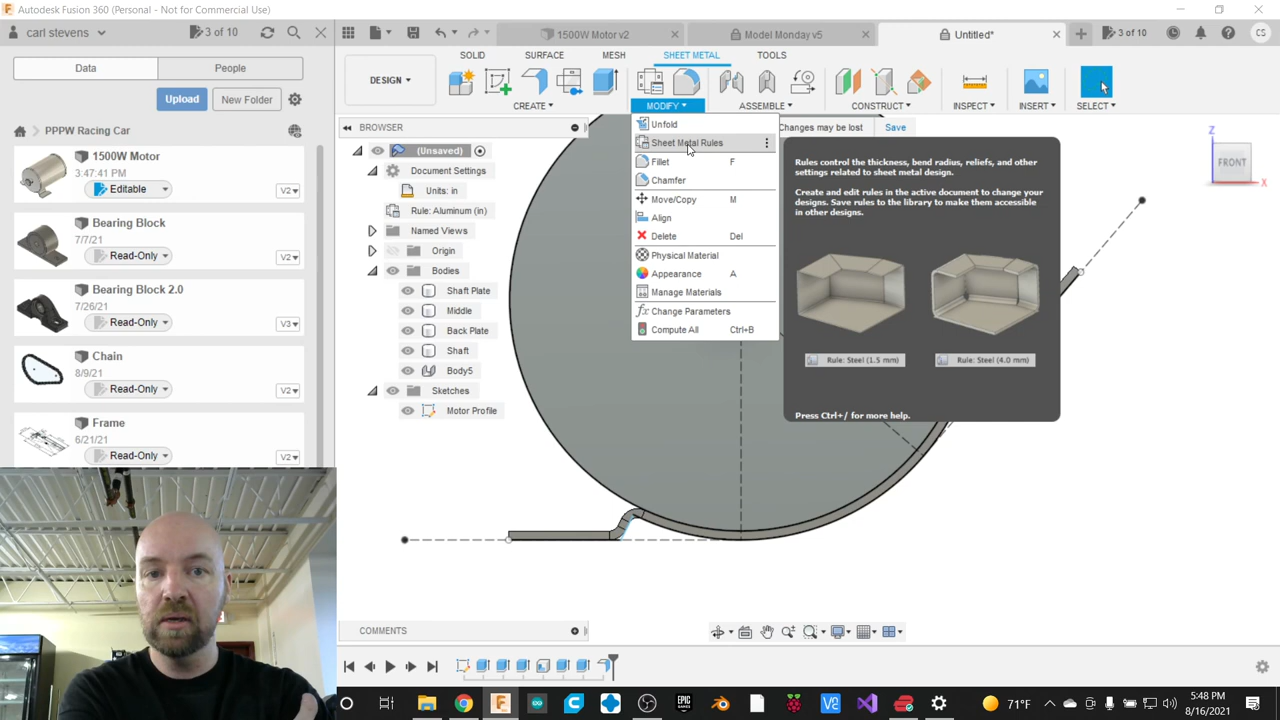 Autodesk Fusion 360 (Personal - Not for Commercial Use)
carl stevens
3 of 10
1500W Motor v2
Model Monday v5
Untitled*
3 of 10
CS
Data
People
Upload
New Folder
PPPW Racing Car
1500W Motor
3:47:41 PM
Editable
V2
Bearing Block
7/7/21
Read-Only
V2
Bearing Block 2.0
7/26/21
Read-Only
V3
Chain
8/9/21
Read-Only
V2
Frame
6/21/21
Read-Only
V2
DESIGN
SOLID
SURFACE
MESH
SHEET METAL
TOOLS
CREATE
MODIFY
ASSEMBLE
CONSTRUCT
INSPECT
INSERT
SELECT
BROWSER
(Unsaved)
Document Settings
Units: in
Rule: Aluminum (in)
Named Views
Origin
Bodies
Shaft Plate
Middle
Back Plate
Shaft
Body5
Sketches
Motor Profile
Unfold
Sheet Metal Rules
Fillet F
Chamfer
Move/Copy M
Align
Delete Del
Physical Material
Appearance A
Manage Materials
Change Parameters
Compute All Ctrl+B
Changes may be lost
Save
Rules control the thickness, bend radius, reliefs, and other
settings related to sheet metal design.
Create and edit rules in the active document to change your
designs. Save rules to the library to make them accessible
in other designs.
Rule: Steel (1.5 mm)
Rule: Steel (4.0 mm)
Press Ctrl+/ for more help.
Z
FRONT
X
COMMENTS
71°F
5:48 PM
8/16/2021